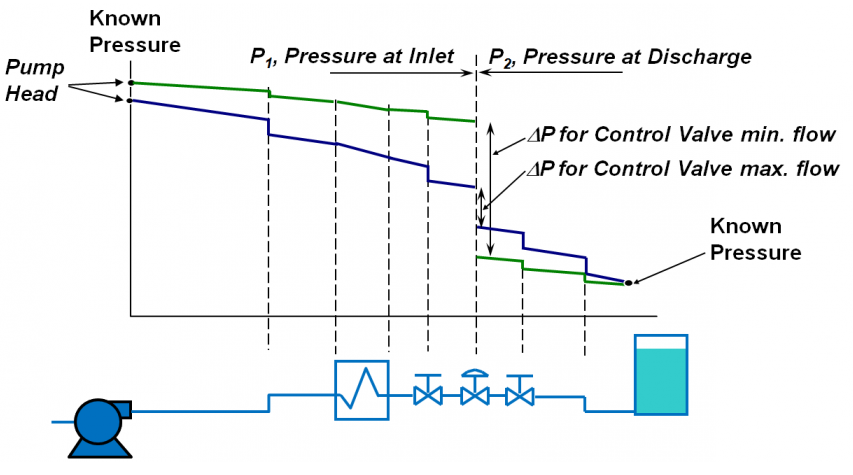 Known
Pressure
P1, Pressure at Inlet
P2, Pressure at Discharge
Pump
Head
ΔP for Control Valve min. flow
ΔP for Control Valve max. flow
Known
Pressure